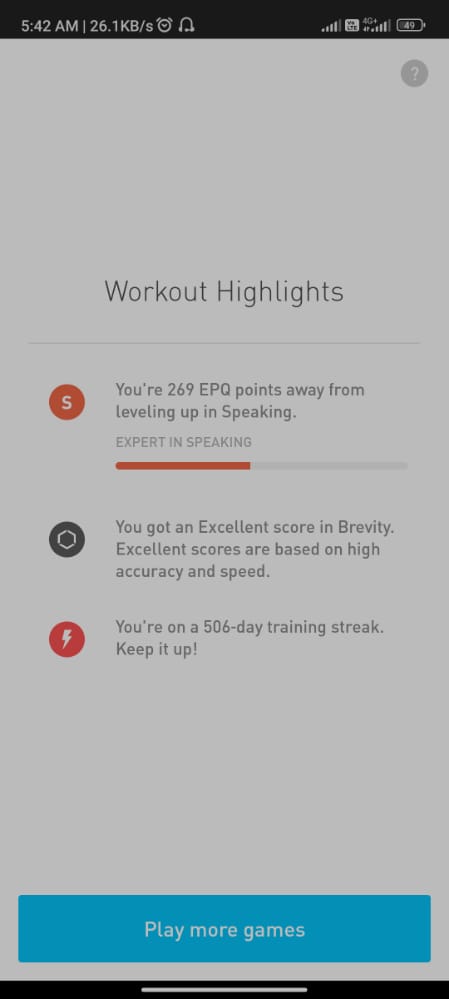 5:42 AM | 26.1KB/s
Vo LTE 4G+ 49
?
Workout Highlights
S
You're 269 EPQ points away from
leveling up in Speaking.
EXPERT IN SPEAKING
You got an Excellent score in Brevity.
Excellent scores are based on high
accuracy and speed.
You're on a 506-day training streak.
Keep it up!
Play more games